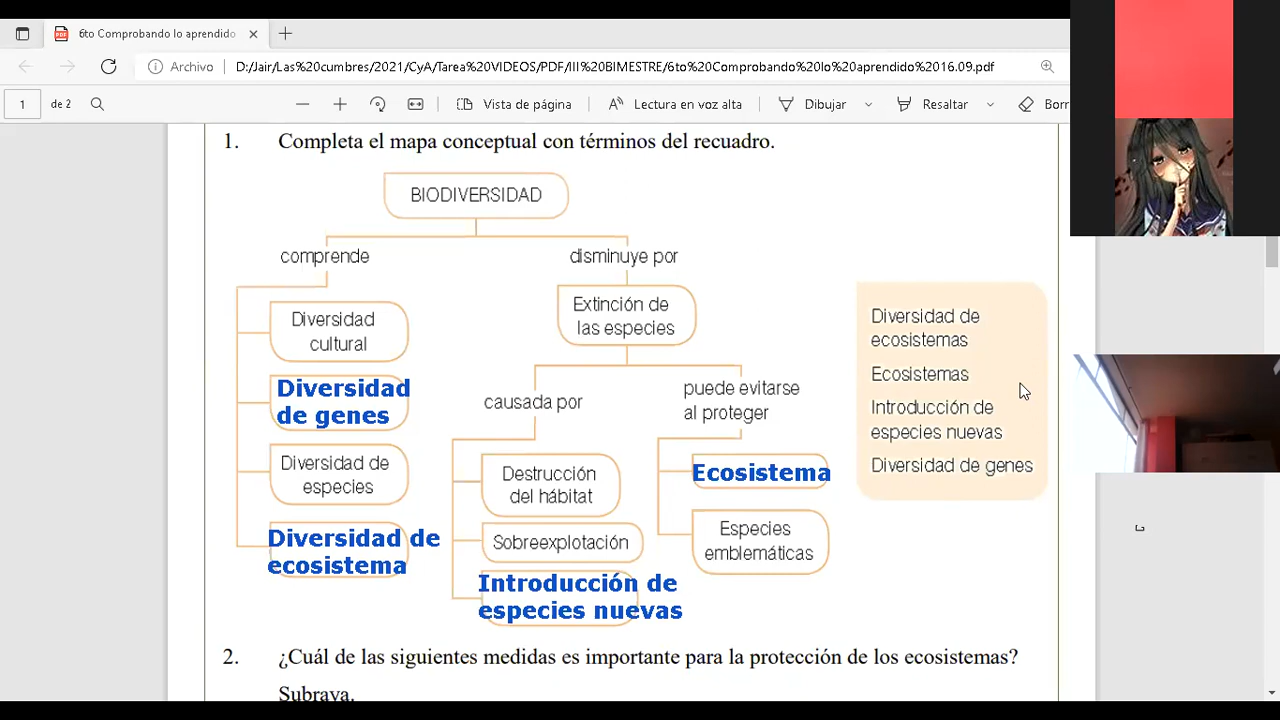 6to Comprobando lo aprendido
Archivo
D:/Jair/Las%20cumbres/2021/CyA/Tarea%20VIDEOS/PDF/III%20BIMESTRE/6to%20Comprobando%20lo%20aprendido%2016.09.pdf
1
de 2
Vista de página
Lectura en voz alta
Dibujar
Resaltar
Borr
1. Completa el mapa conceptual con términos del recuadro.
BIODIVERSIDAD
comprende
disminuye por
Diversidad
cultural
Diversidad
de genes
Diversidad de
especies
Diversidad de
ecosistema
Extinción de
las especies
causada por
Destrucción
del hábitat
Sobreexplotación
Introducción de
especies nuevas
puede evitarse
al proteger
Ecosistema
Especies
emblemáticas
Diversidad de
ecosistemas
Ecosistemas
Introducción de
especies nuevas
Diversidad de genes
2. ¿Cuál de las siguientes medidas es importante para la protección de los ecosistemas?
Subraya.